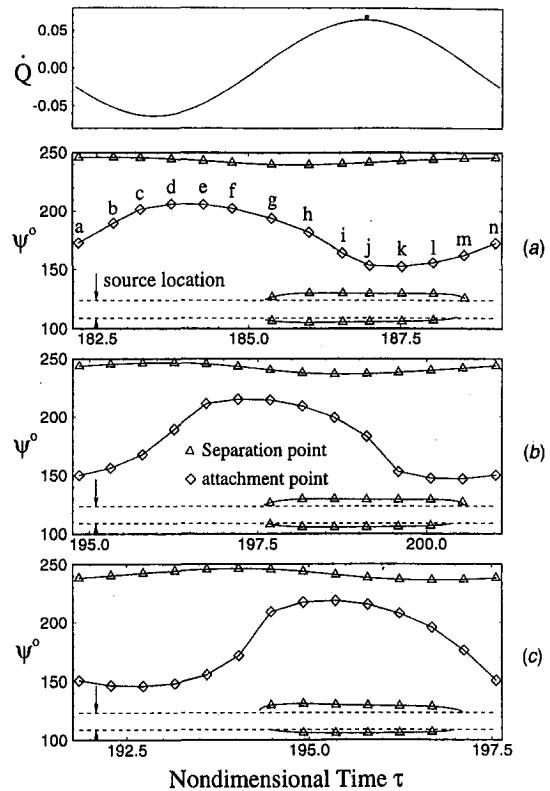 0.05
Q̇
0.00
-0.05
250
200
ψ°
150
100
a b c d e f g h i j k l m n
source location
(a)
182.5 185.0 187.5
250
200
ψ°
150
100
Separation point
attachment point
(b)
195.0 197.5 200.0
250
200
ψ°
150
100
(c)
192.5 195.0 197.5
Nondimensional Time τ